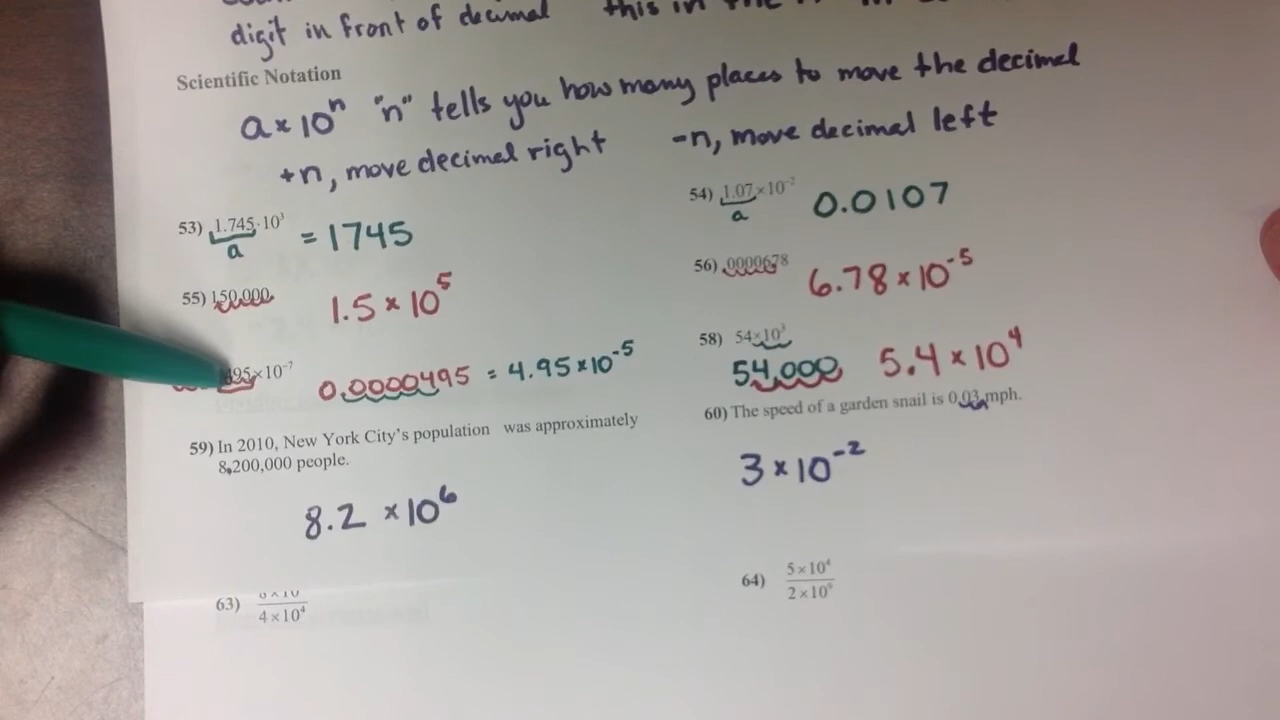 digit in front of decimal this in the
Scientific Notation
a × 10ⁿ "n" tells you how many places to move the decimal
+n, move decimal right -n, move decimal left
53) 1.745 · 10³ = 1745
a
54) 1.07 × 10⁻² 0.0107
a
55) 150,000 1.5 × 10⁵
56) .0000678 6.78 × 10⁻⁵
495 × 10⁻⁷ 0.0000495 = 4.95 × 10⁻⁵
58) 54 × 10³
54,000 5.4 × 10⁴
59) In 2010, New York City's population was approximately
8,200,000 people.
8.2 × 10⁶
60) The speed of a garden snail is 0.03 mph.
3 × 10⁻²
63)
4 × 10⁴
64) 5 × 10⁴
2 × 10⁹